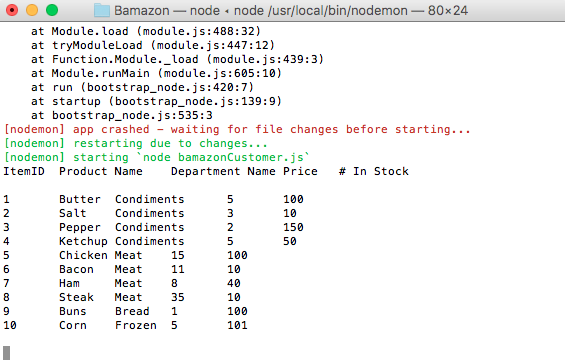 Bamazon — node ◂ node /usr/local/bin/nodemon — 80×24
at Module.load (module.js:488:32)
at tryModuleLoad (module.js:447:12)
at Function.Module._load (module.js:439:3)
at Module.runMain (module.js:605:10)
at run (bootstrap_node.js:420:7)
at startup (bootstrap_node.js:139:9)
at bootstrap_node.js:535:3
[nodemon] app crashed - waiting for file changes before starting...
[nodemon] restarting due to changes...
[nodemon] starting `node bamazonCustomer.js`
ItemID  Product Name    Department Name Price   # In Stock
1       Butter  Condiments      5       100
2       Salt    Condiments      3       10
3       Pepper  Condiments      2       150
4       Ketchup Condiments      5       50
5       Chicken Meat    15      100
6       Bacon   Meat    11      10
7       Ham     Meat    8       40
8       Steak   Meat    35      10
9       Buns    Bread   1       100
10      Corn    Frozen  5       101